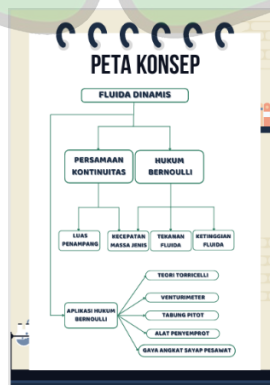 PETA KONSEP
FLUIDA DINAMIS
PERSAMAAN
KONTINUITAS
HUKUM
BERNOULLI
LUAS
PENAMPANG
KECEPATAN
MASSA JENIS
TEKANAN
FLUIDA
KETINGGIAN
FLUIDA
APLIKASI HUKUM
BERNOULLI
TEORI TORRICELLI
VENTURIMETER
TABUNG PITOT
ALAT PENYEMPROT
GAYA ANGKAT SAYAP PESAWAT